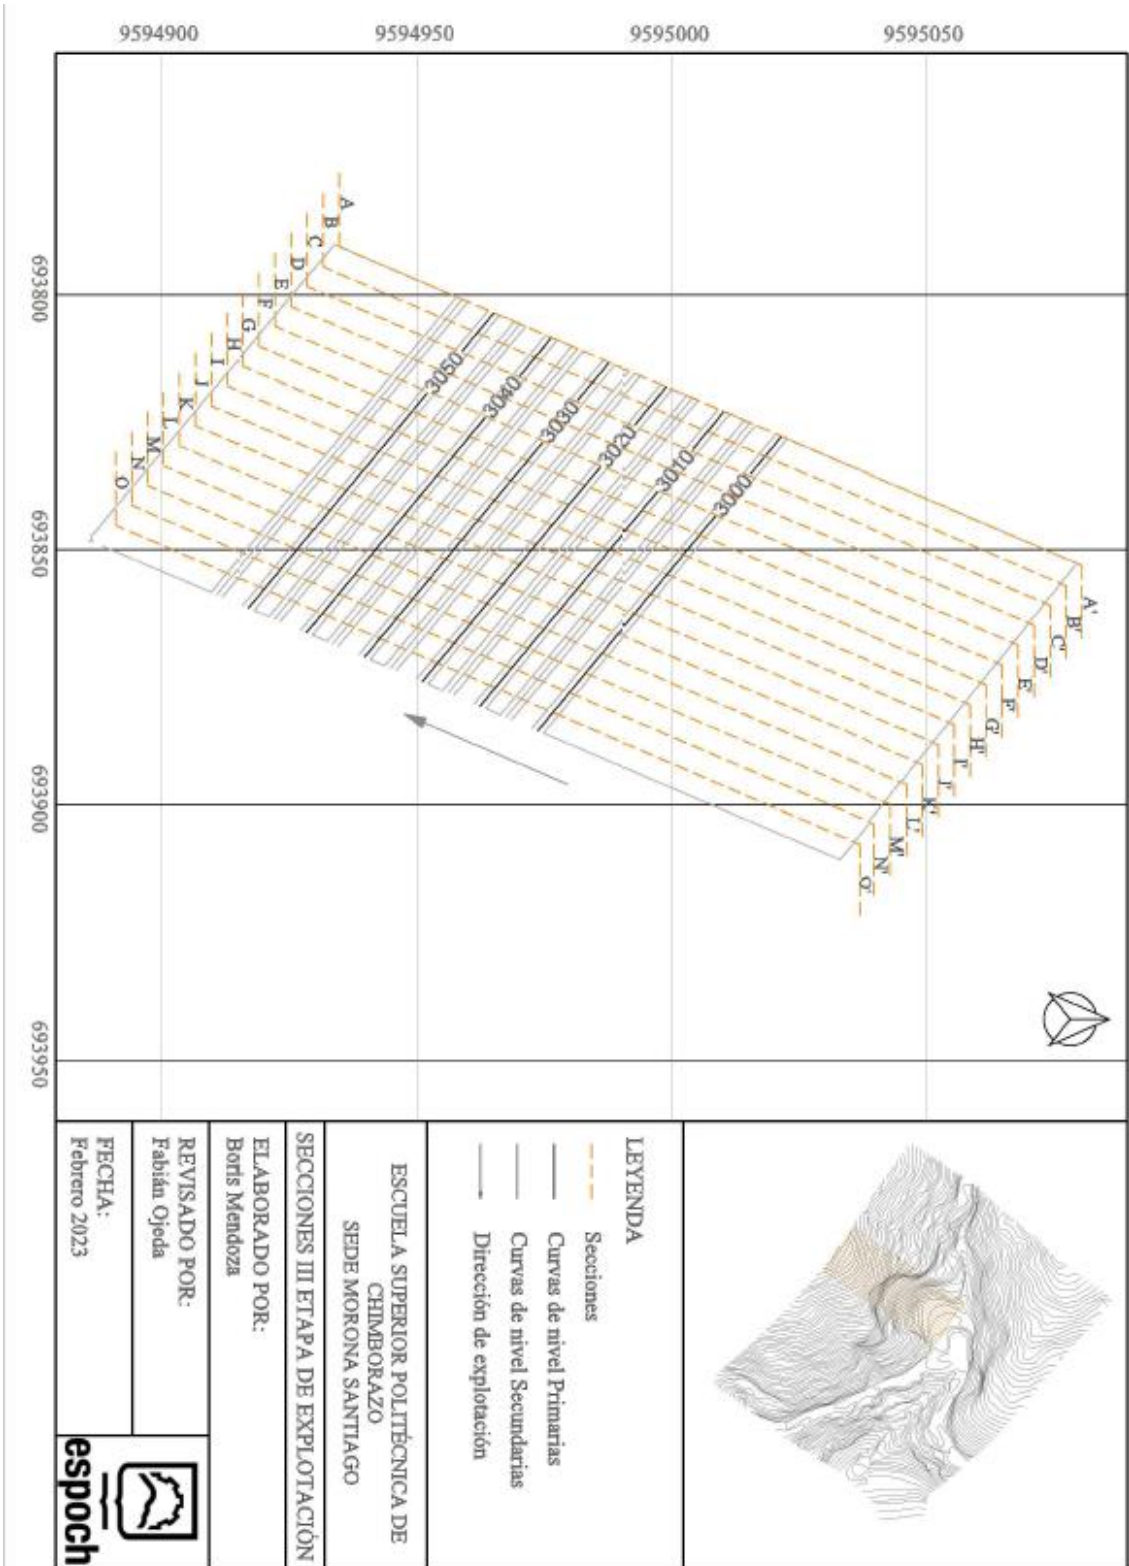 9594900
9594950
9595000
9595050
693800
693850
693900
693950
A
B
C
D
E
F
G
H
I
J
K
L
M
N
O
3050
3040
3030
3020
3010
3000
A'
B'
C'
D'
E'
F'
G'
H'
I'
J'
K'
L'
M'
N'
O'
LEYENDA
Secciones
Curvas de nivel Primarias
Curvas de nivel Secundarias
Dirección de explotación
ESCUELA SUPERIOR POLITÉCNICA DE
CHIMBORAZO
SEDE MORONA SANTIAGO
SECCIONES III ETAPA DE EXPLOTACIÓN
ELABORADO POR:
Boris Mendoza
REVISADO POR:
Fabián Ojeda
FECHA:
Febrero 2023
espoch